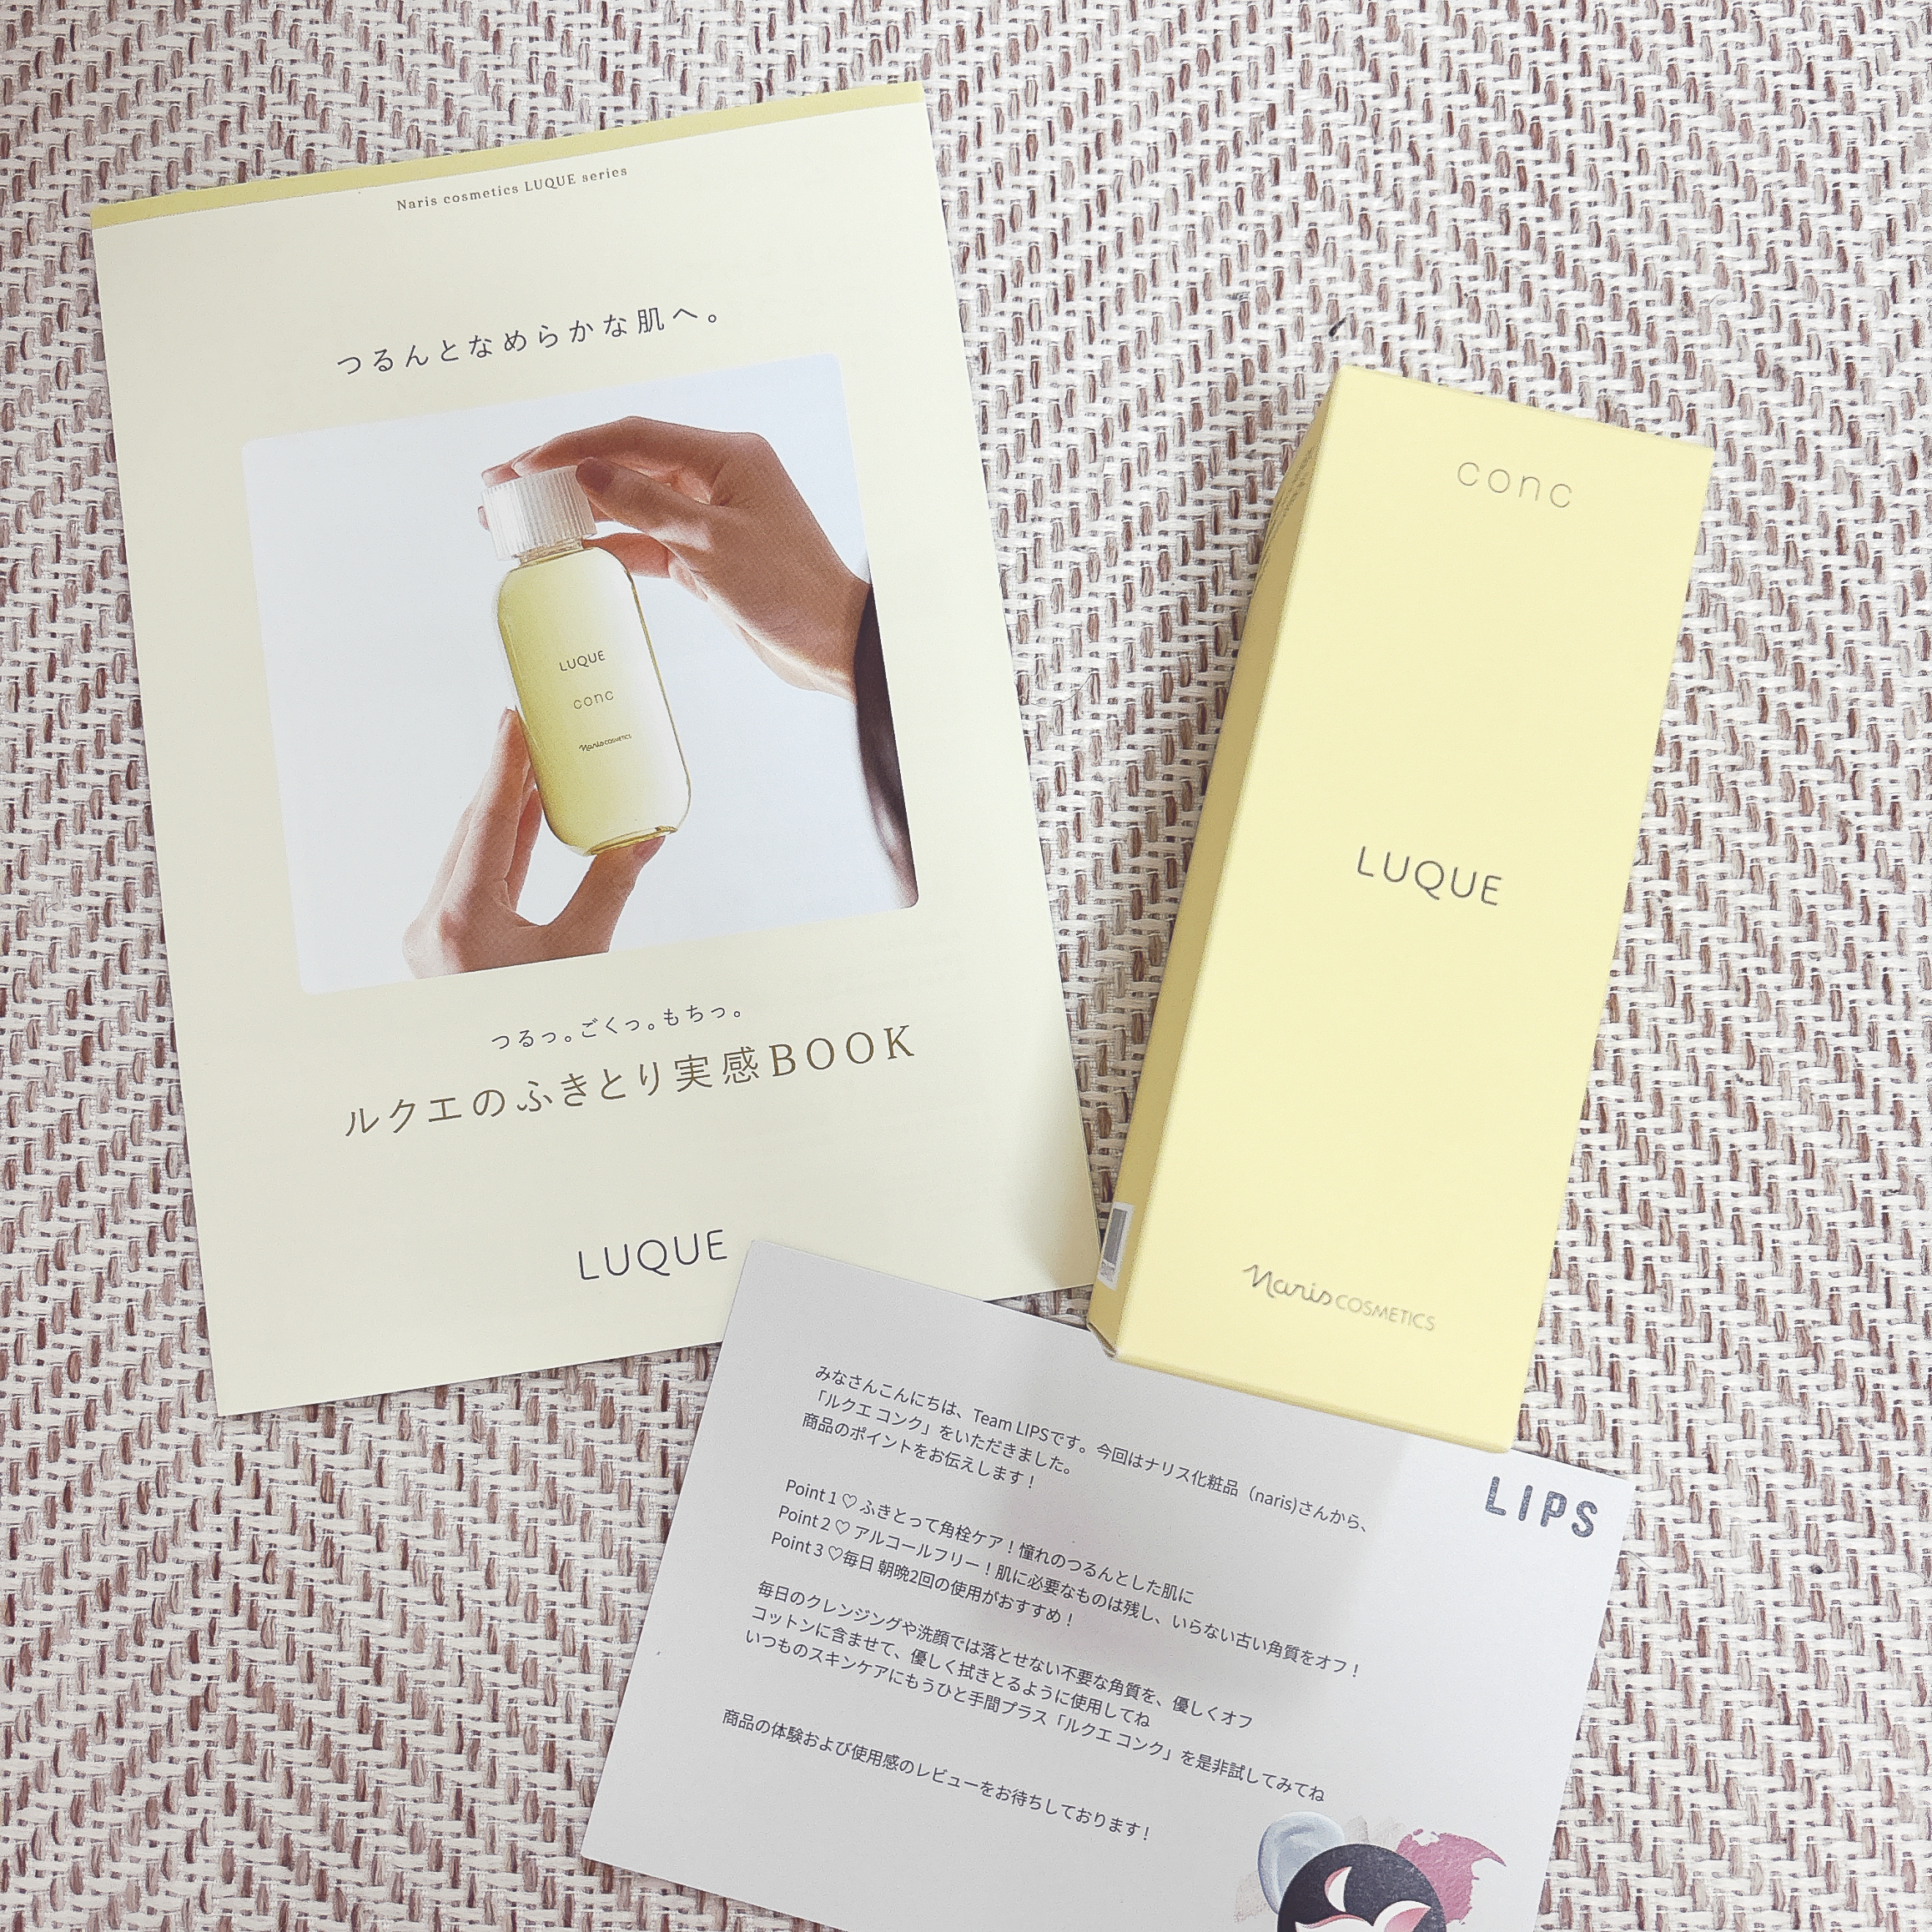 Naris cosmetics LUQUE series
つるんとなめらかな肌へ。
LUQUE
conc
naris COSMETICS
つるっ。ごくっ。もちっ。
ルクエのふきとり実感BOOK
LUQUE
conc
LUQUE
naris COSMETICS
LIPS
みなさんこんにちは、Team LIPSです。今回はナリス化粧品（naris)さんから、
「ルクエ コンク」をいただきました。
商品のポイントをお伝えします！
Point 1 ♡ ふきとって角栓ケア！憧れのつるんとした肌に
Point 2 ♡ アルコールフリー！肌に必要なものは残し、いらない古い角質をオフ！
Point 3 ♡毎日 朝晩2回の使用がおすすめ！
毎日のクレンジングや洗顔では落とせない不要な角質を、優しくオフ
コットンに含ませて、優しく拭きとるように使用してね
いつものスキンケアにもうひと手間プラス「ルクエ コンク」を是非試してみてね
商品の体験および使用感のレビューをお待ちしております！